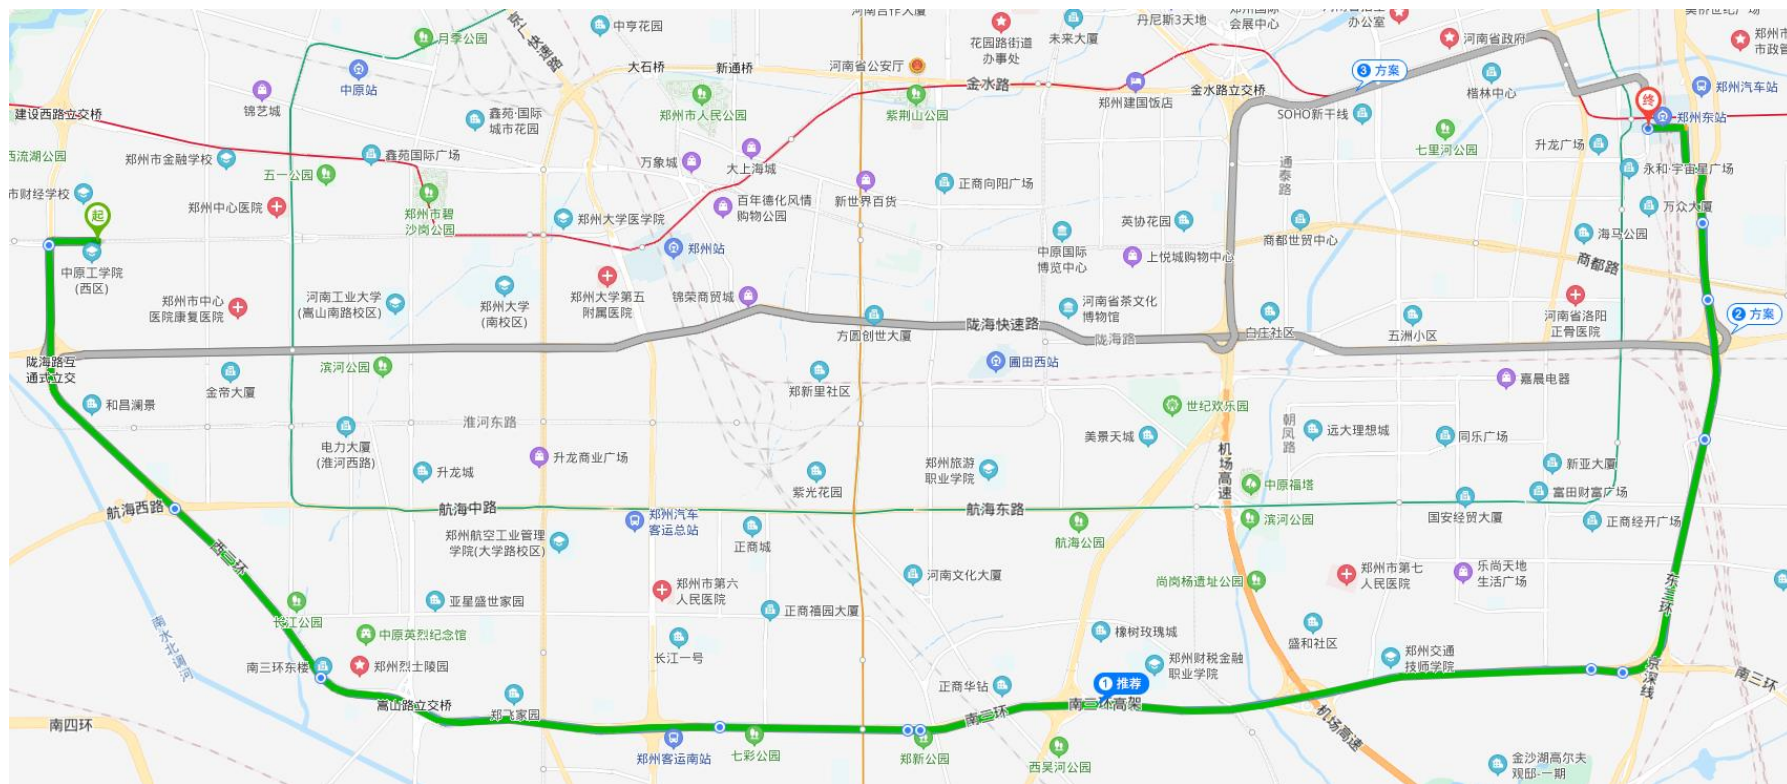 河南合作大厦
丹尼斯3天地
郑州国际
会展中心
办公室
中亨花园
月季公园
京广快速路
花园路街道
办事处
未来大厦
河南省政府
郑州市
市政管
大石桥
新通桥
河南省公安厅
金水路
3 方案
中原站
锦艺城
郑州市人民公园
紫荆山公园
郑州建国饭店
金水路立交桥
楷林中心
郑州汽车站
建设西路立交桥
鑫苑·国际
城市花园
SOHO新干线
终
郑州东站
西流湖公园
郑州市金融学校
鑫苑国际广场
万象城
大上海城
七里河公园
升龙广场
五一公园
正商向阳广场
通泰路
永和·宇宙星广场
市财经学校
郑州中心医院
郑州市碧
沙岗公园
郑州大学医学院
百年德化风情
购物公园
新世界百货
英协花园
万众大厦
起
郑州站
中原国际
博览中心
上悦城购物中心
商都世贸中心
海马公园
商都路
中原工学院
(西区)
郑州市中心
医院康复医院
河南工业大学
(嵩山南路校区)
郑州大学
(南校区)
郑州大学第五
附属医院
锦荣商贸城
方圆创世大厦
陇海快速路
河南省茶文化
博物馆
陇海路
白庄社区
五洲小区
河南省洛阳
正骨医院
2 方案
陇海路互
通式立交
金帝大厦
滨河公园
郑新里社区
圃田西站
嘉晨电器
和昌澜景
世纪欢乐园
淮河东路
电力大厦
(淮河西路)
升龙城
升龙商业广场
紫光花园
郑州旅游
职业学院
美景天城
机场高速
朝凤路
远大理想城
同乐广场
新亚大厦
中原福塔
富田财富广场
航海西路
航海中路
郑州汽车
客运总站
航海东路
国安经贸大厦
正商经开广场
滨河公园
西三环
郑州航空工业管理
学院(大学路校区)
正商城
航海公园
河南文化大厦
尚岗杨遗址公园
郑州市第七
人民医院
乐尚天地
生活广场
东三环
长江公园
亚星盛世家园
郑州市第六
人民医院
正商禧园大厦
南水北调河
中原英烈纪念馆
长江一号
橡树玫瑰城
盛和社区
南三环东楼
郑州烈士陵园
郑州财税金融
职业学院
郑州交通
技师学院
京深线
南三环
正商华钻
1 推荐
嵩山路立交桥
郑飞家园
南三环
南三环高架
机场高速
南四环
郑州客运南站
七彩公园
郑新公园
西吴河公园
金沙湖高尔夫
观邸-一期